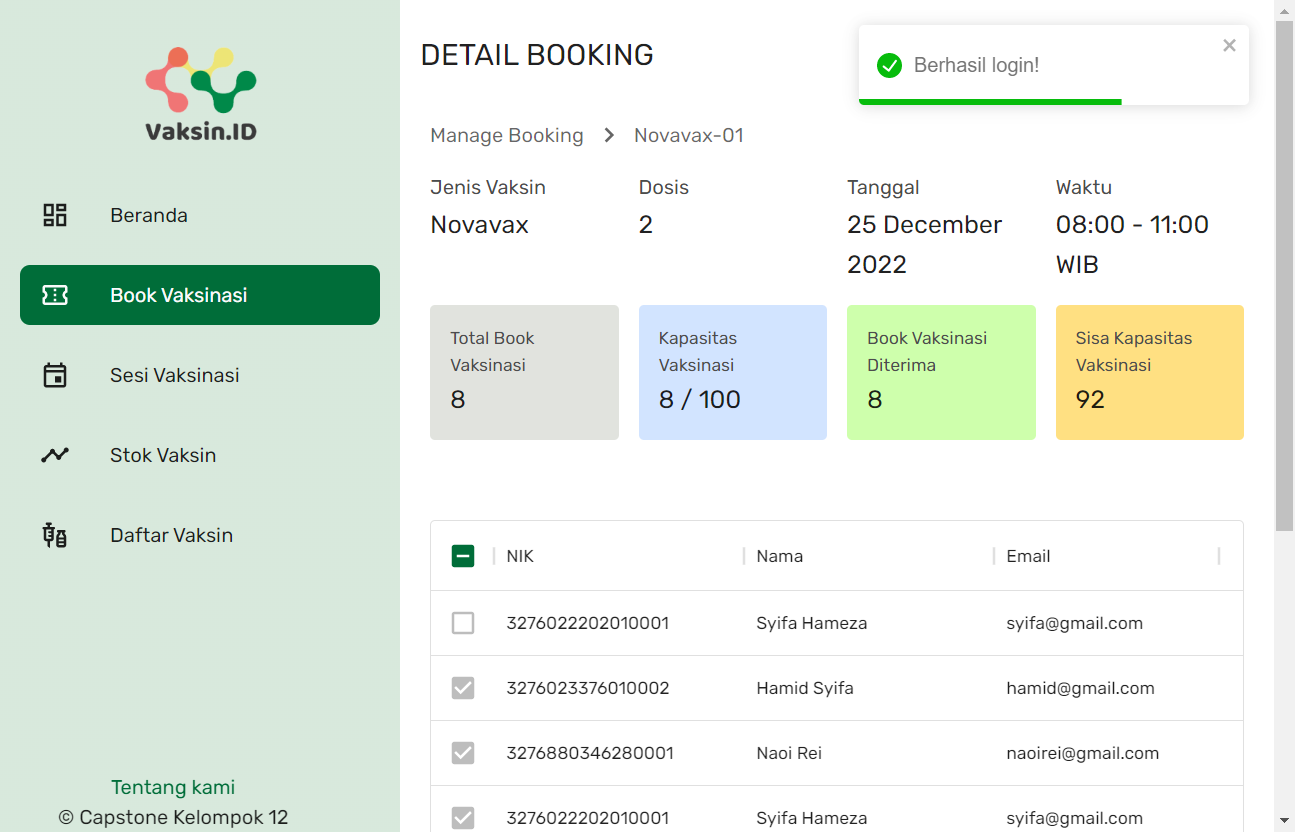 Vaksin.ID
Beranda
Book Vaksinasi
Sesi Vaksinasi
Stok Vaksin
Daftar Vaksin
Tentang kami
© Capstone Kelompok 12
DETAIL BOOKING
Berhasil login!
Manage Booking
Novavax-01
Jenis Vaksin
Novavax
Dosis
2
Tanggal
25 December
2022
Waktu
08:00 - 11:00
WIB
Total Book
Vaksinasi
8
Kapasitas
Vaksinasi
8 / 100
Book Vaksinasi
Diterima
8
Sisa Kapasitas
Vaksinasi
92
NIK Nama Email
3276022202010001 Syifa Hameza syifa@gmail.com
3276023376010002 Hamid Syifa hamid@gmail.com
3276880346280001 Naoi Rei naoirei@gmail.com
3276022202010001 Syifa Hameza syifa@gmail.com